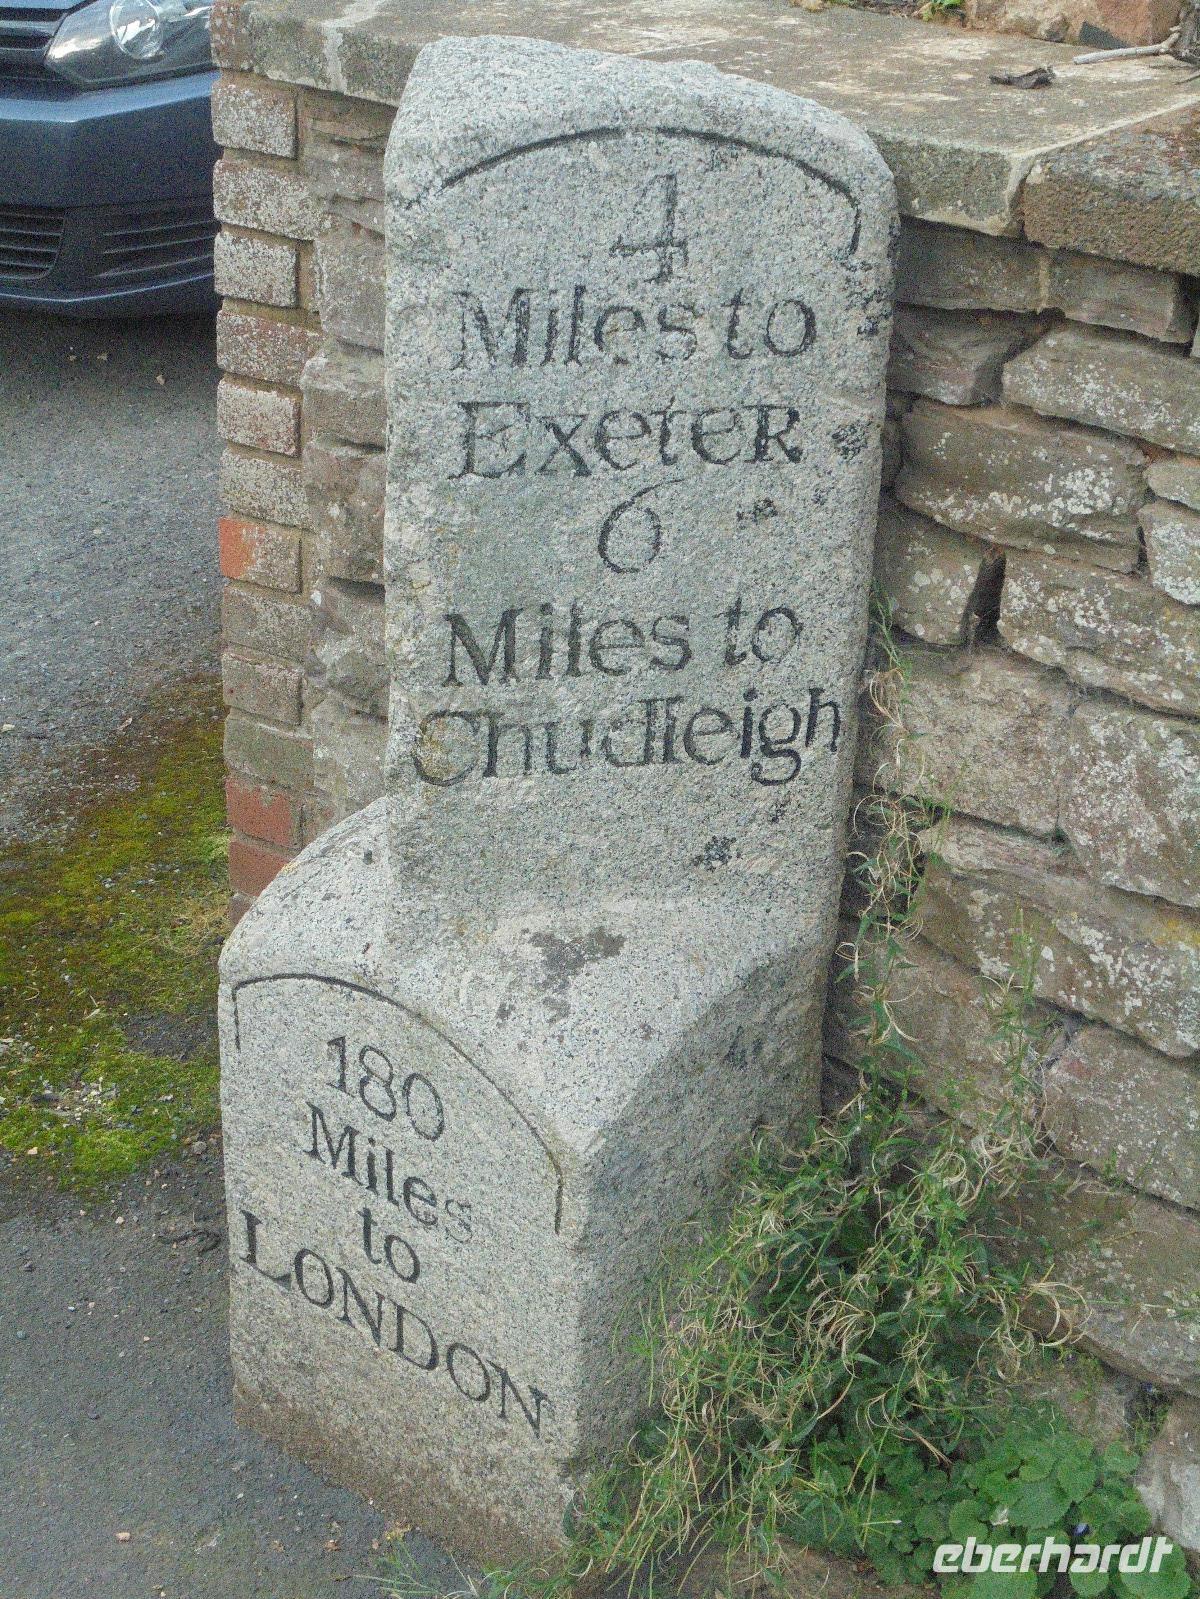 4
Miles to
Exeter
6
Miles to
Chudleigh
180
Miles
to
LONDON
eberhardt